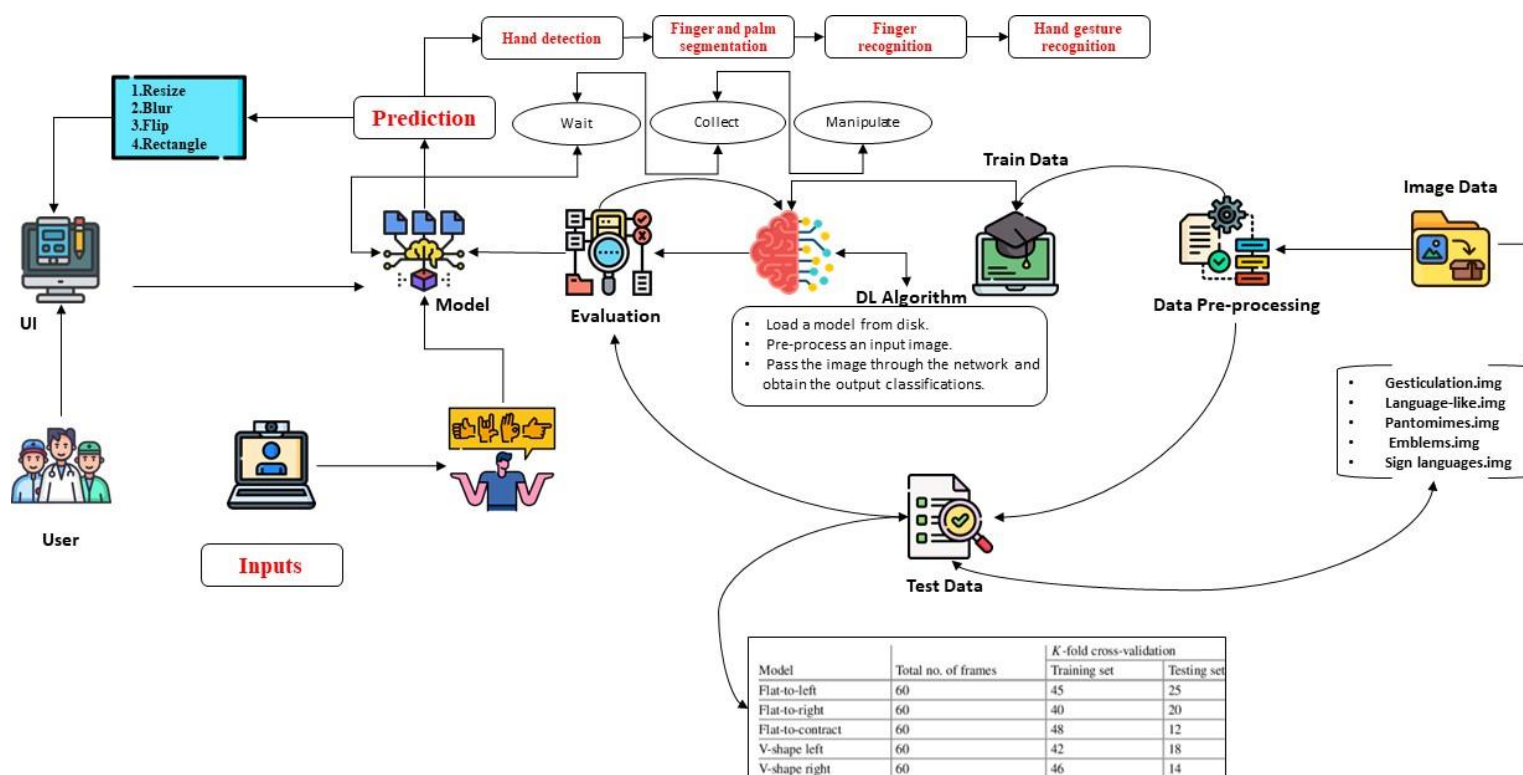 Hand detection
Finger and palm
segmentation
Finger
recognition
Hand gesture
recognition
1.Resize
2.Blur
3.Flip
4.Rectangle
Prediction
Wait
Collect
Manipulate
Train Data
Image Data
UI
Model
Evaluation
DL Algorithm
Data Pre-processing
• Load a model from disk.
• Pre-process an input image.
• Pass the image through the network and
obtain the output classifications.
• Gesticulation.img
• Language-like.img
• Pantomimes.img
• Emblems.img
• Sign languages.img
User
Inputs
Test Data
K-fold cross-validation
Model Total no. of frames Training set Testing set
Flat-to-left 60 45 25
Flat-to-right 60 40 20
Flat-to-contract 60 48 12
V-shape left 60 42 18
V-shape right 60 46 14